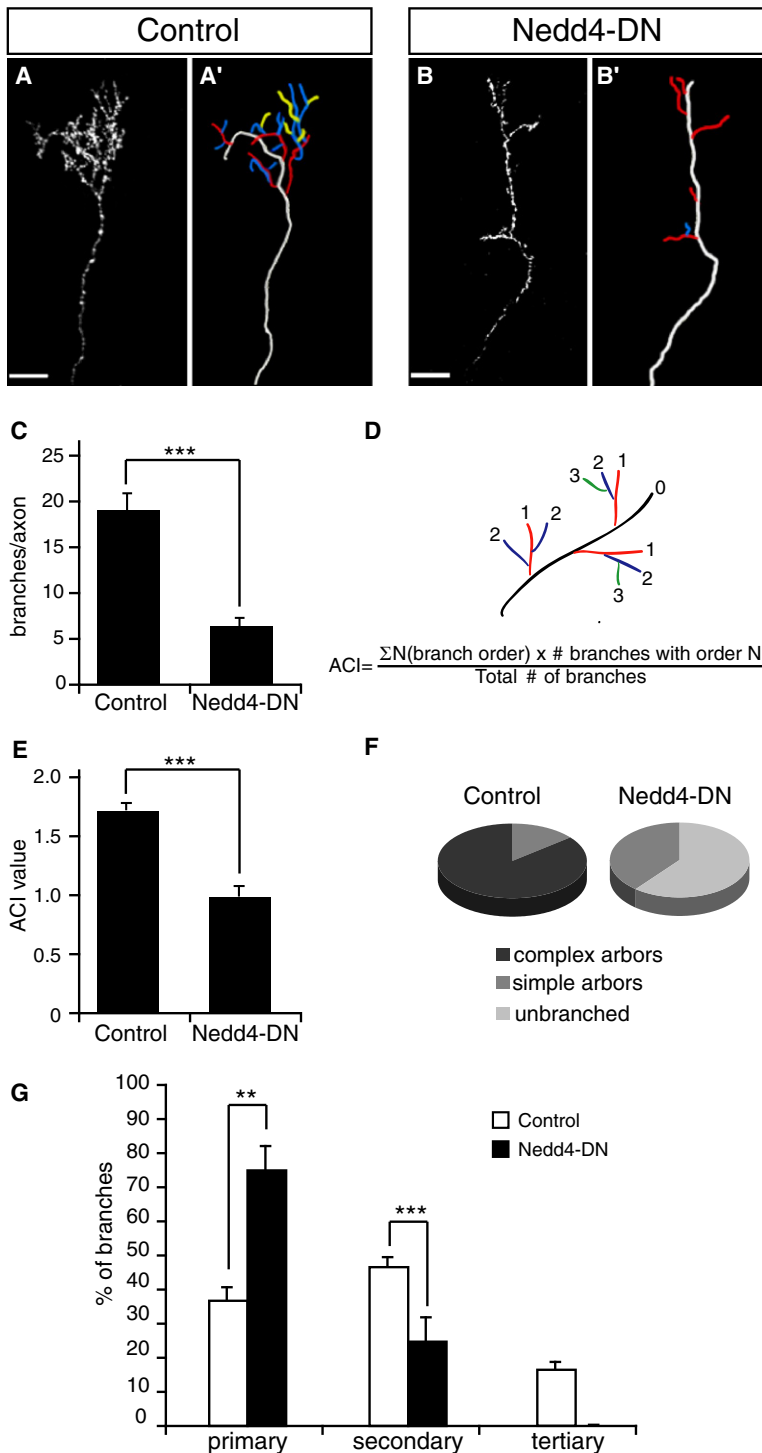 Control
Nedd4-DN
A
A'
B
B'
C
***
25
20
15
10
5
0
branches/axon
Control
Nedd4-DN
D
3
2
1
0
2
1
2
1
2
3
ACI= ΣN(branch order) x # branches with order N
Total # of branches
E
***
2.0
1.5
1.0
0.5
0
ACI value
Control
Nedd4-DN
F
Control
Nedd4-DN
complex arbors
simple arbors
unbranched
G
100
90
80
70
60
50
40
30
20
10
0
% of branches
**
***
Control
Nedd4-DN
primary
secondary
tertiary